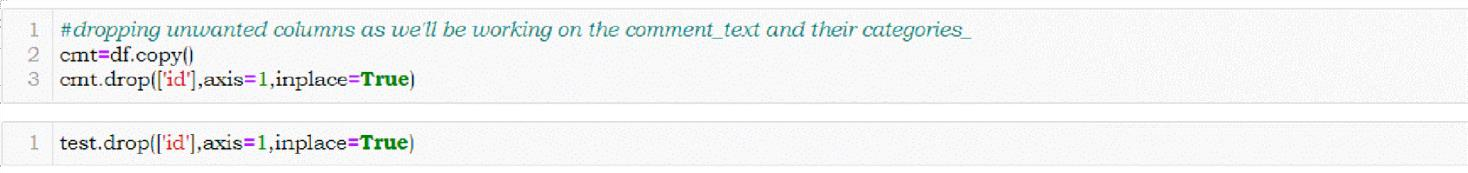 1 #dropping unwanted columns as we'll be working on the comment_text and their categories_
2 cmt=df.copy()
3 cmt.drop(['id'],axis=1,inplace=True)
1 test.drop(['id'],axis=1,inplace=True)